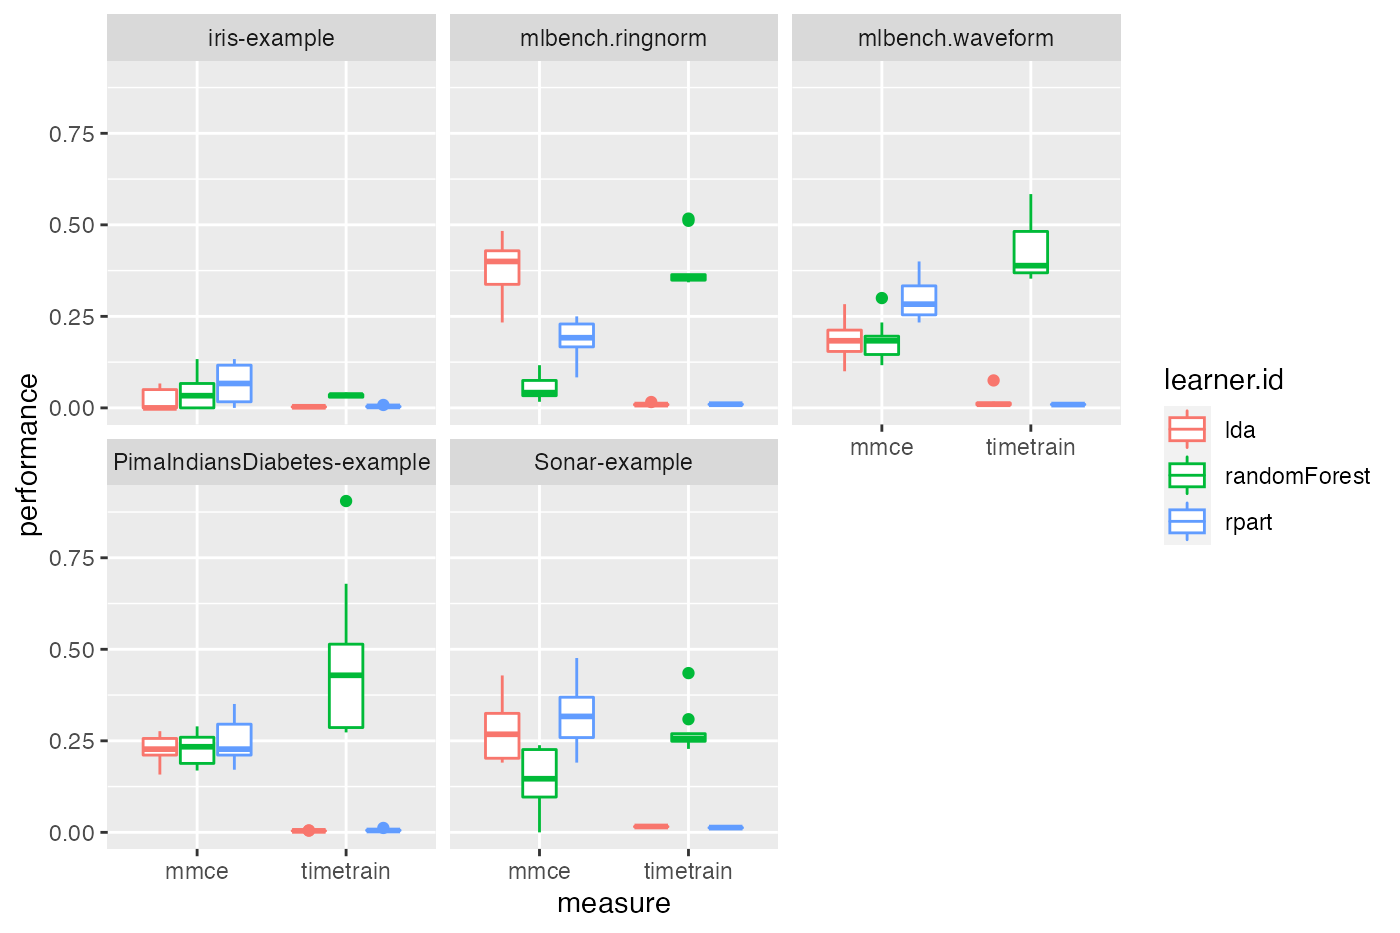 iris-example
mlbench.ringnorm
mlbench.waveform
0.75
0.50
0.25
0.00
mmce
timetrain
PimaIndiansDiabetes-example
Sonar-example
0.75
0.50
0.25
0.00
mmce
timetrain
mmce
timetrain
measure
performance
learner.id
lda
randomForest
rpart